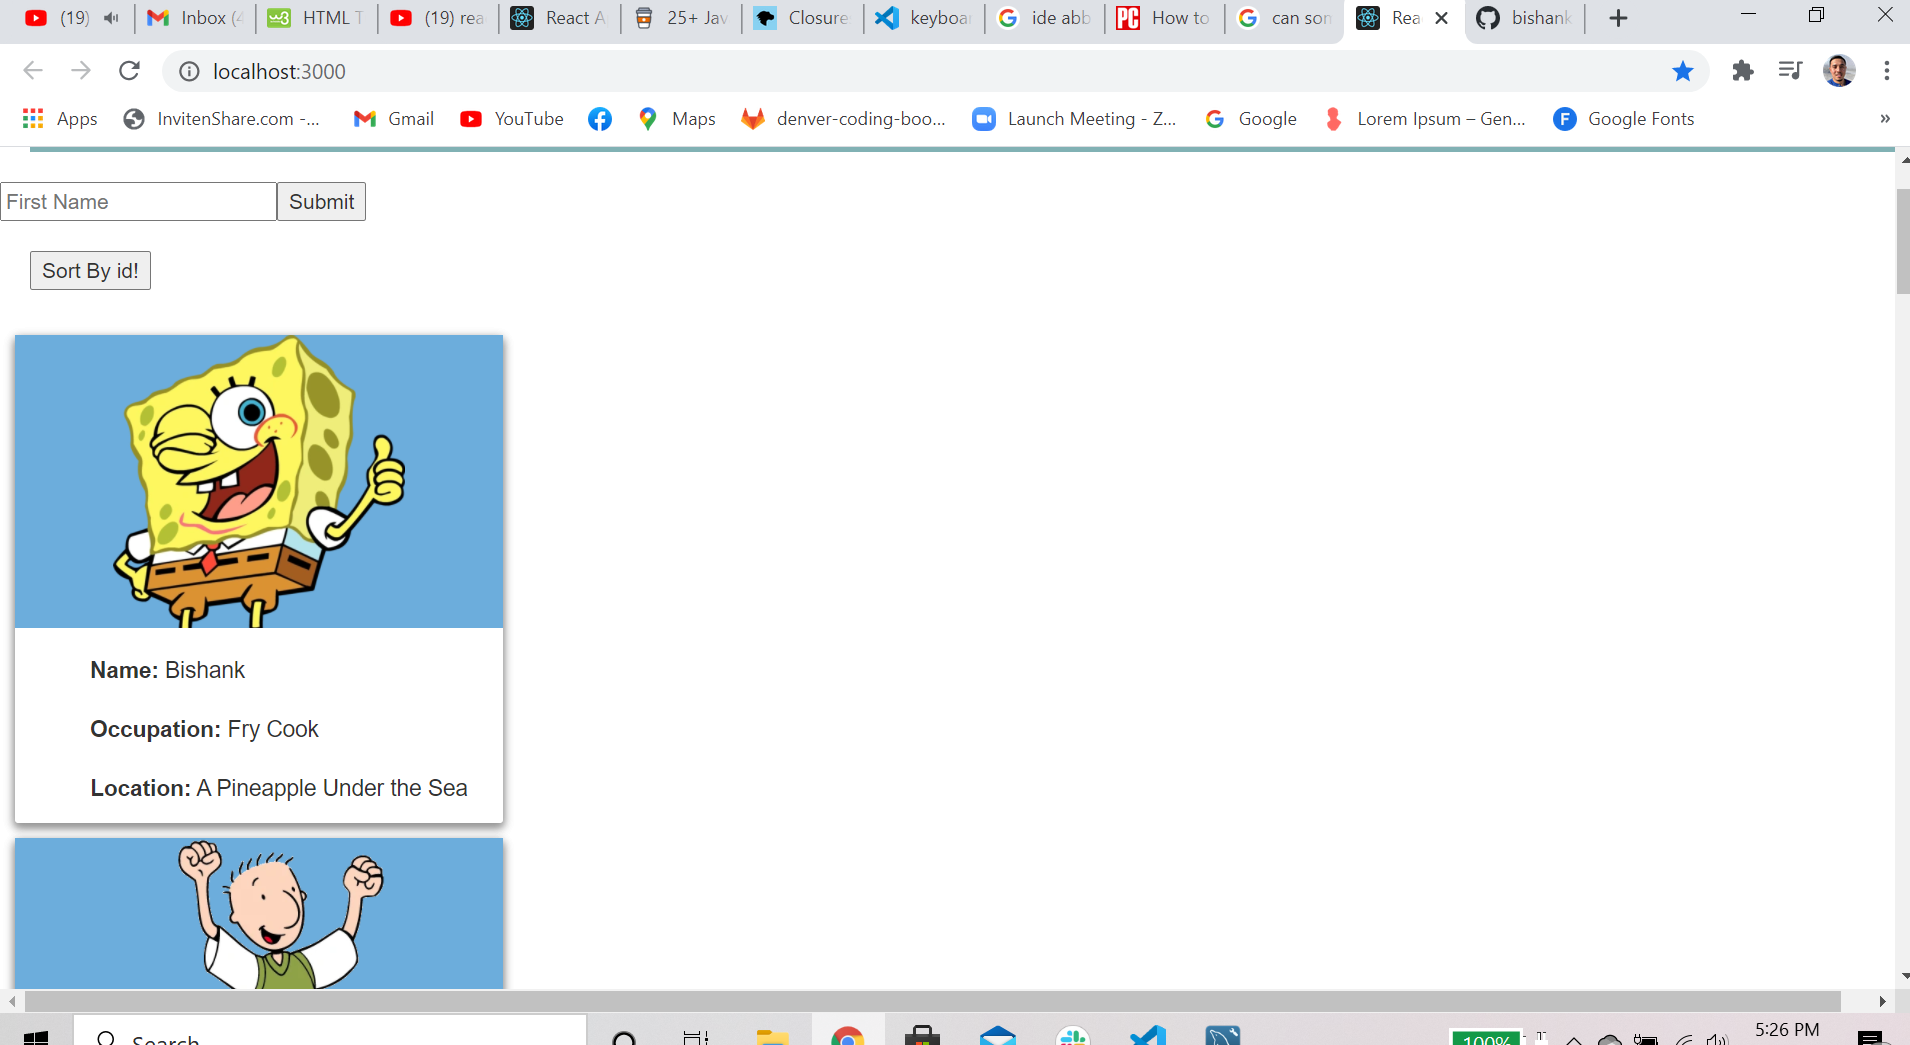 (19) Inbox (4 HTML T (19) rea React A 25+ Jav Closure keyboar ide abb How to can som Rea bishank
localhost:3000
Apps InvitenShare.com -... Gmail YouTube Maps denver-coding-boo... Launch Meeting - Z... Google Lorem Ipsum – Gen... Google Fonts »
First Name Submit
Sort By id!
Name: Bishank
Occupation: Fry Cook
Location: A Pineapple Under the Sea
Search 100% 5:26 PM